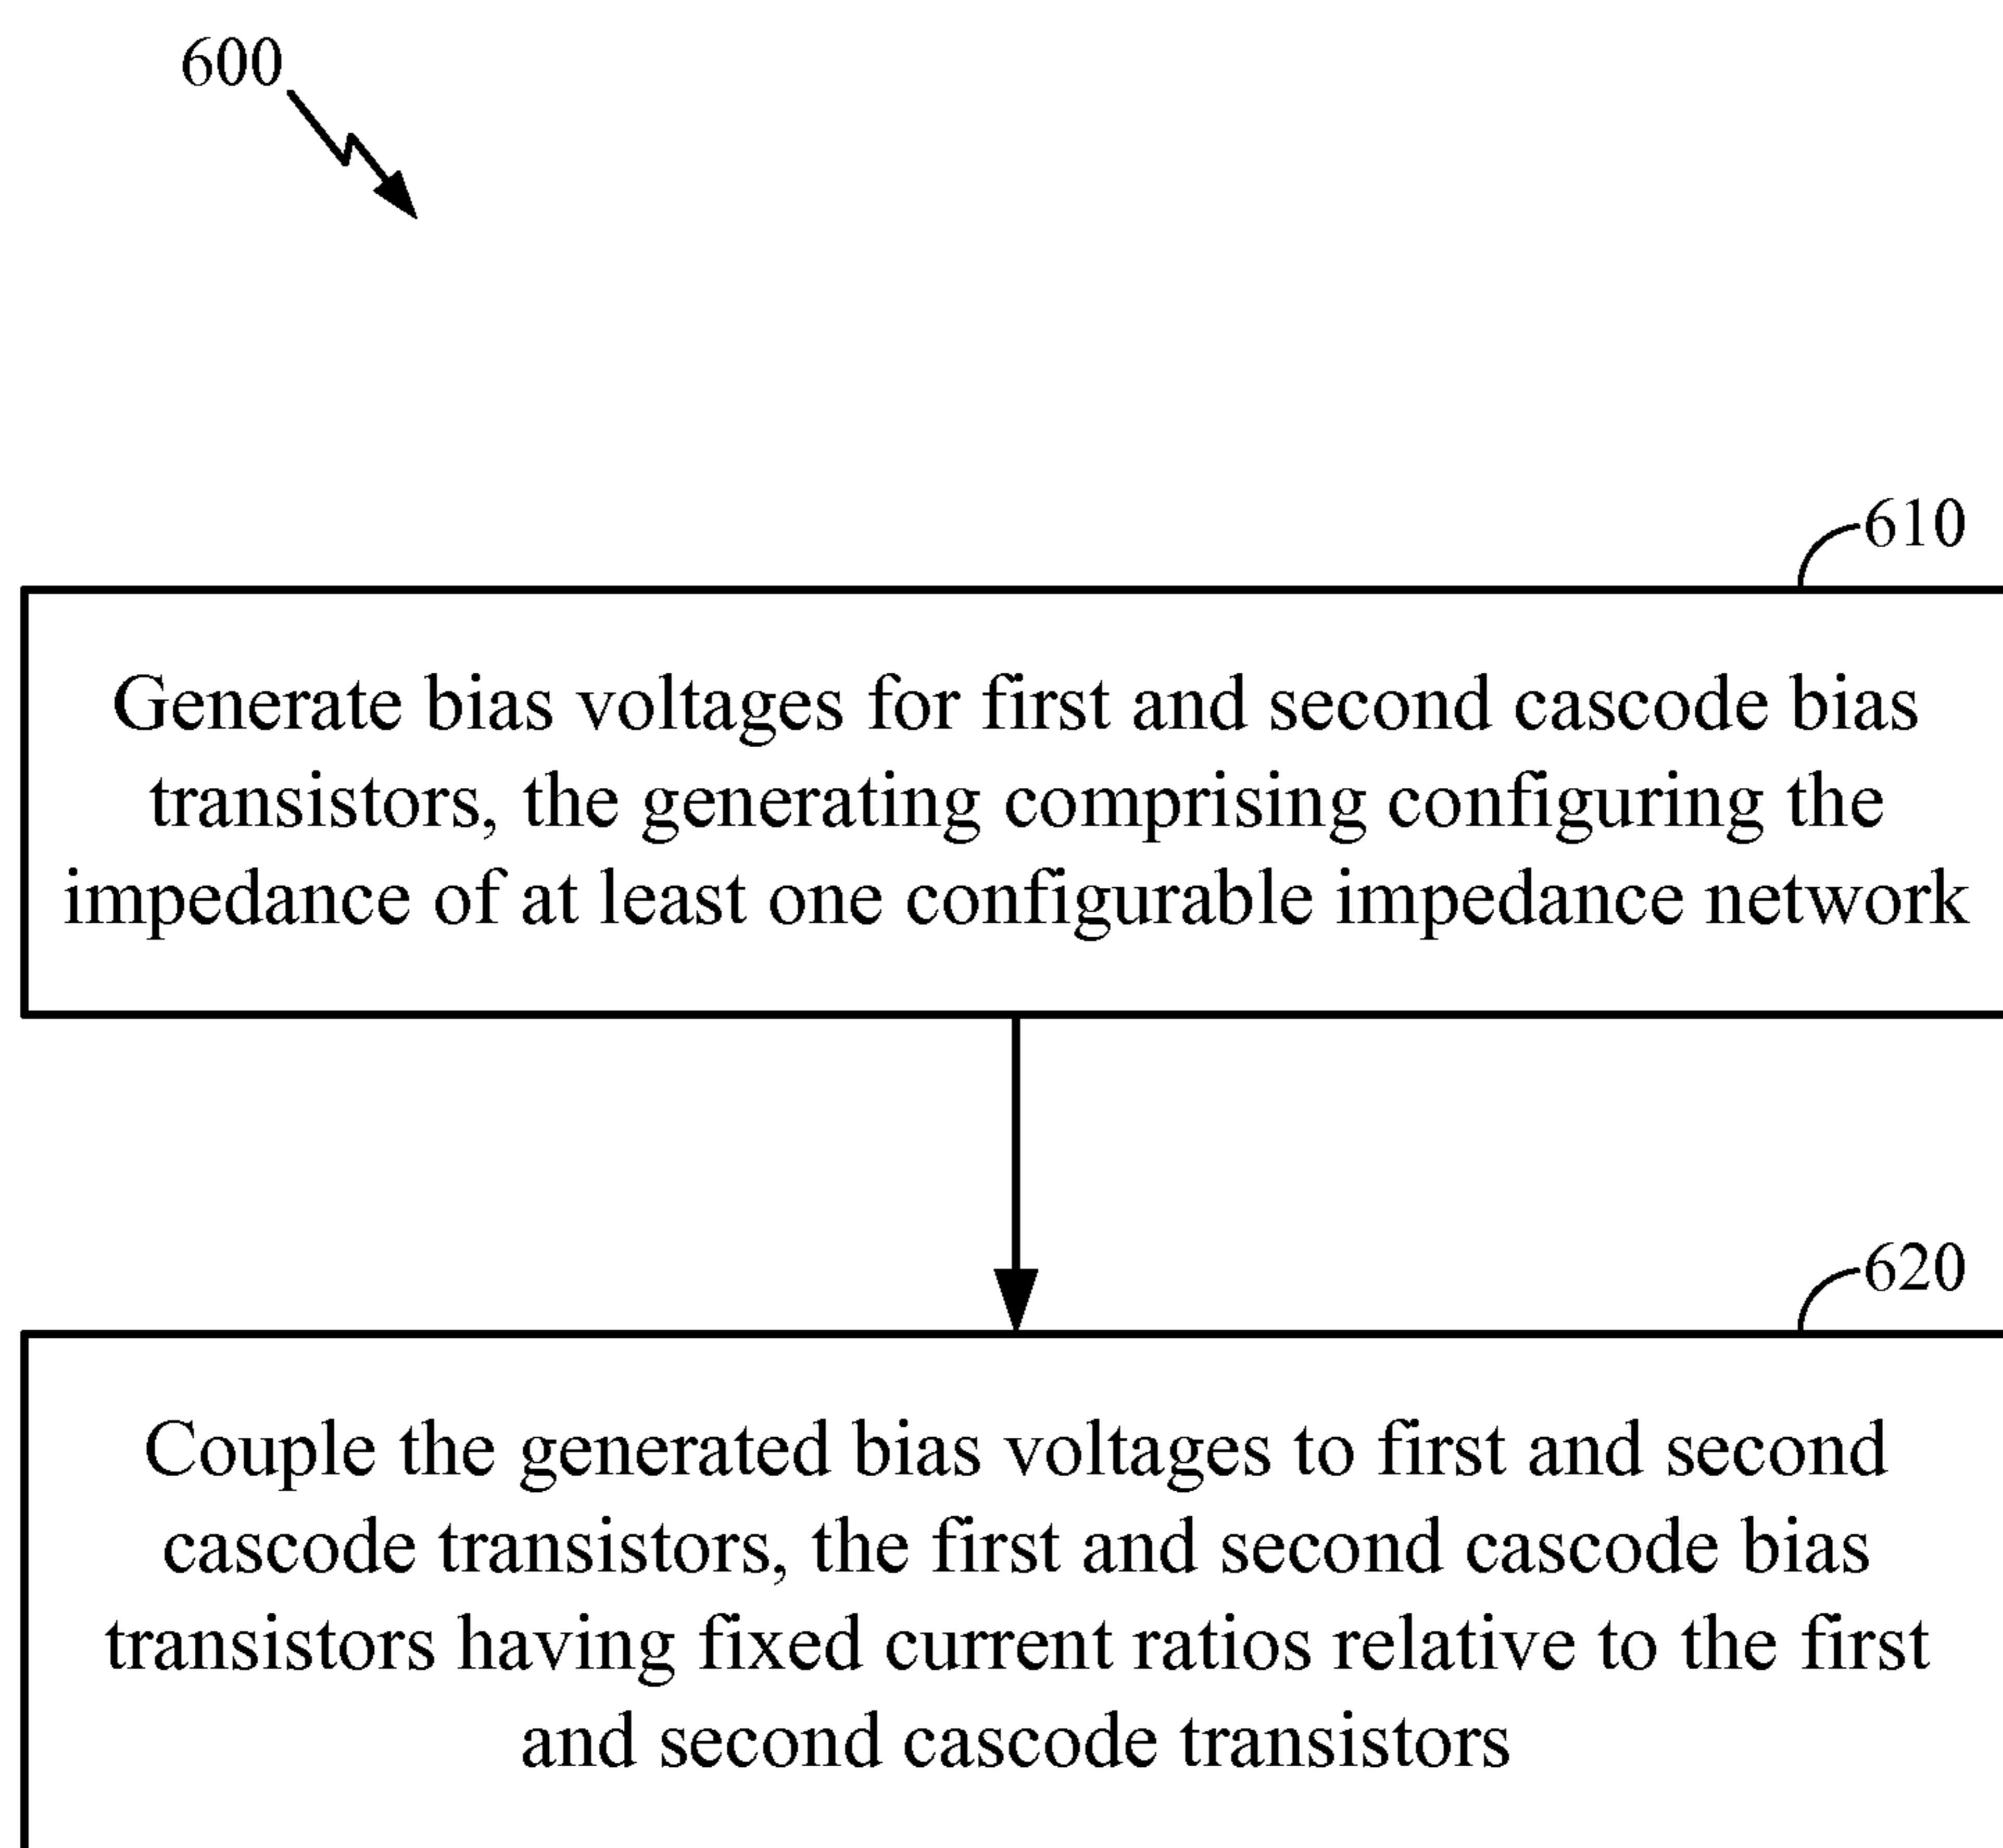 600
610
Generate bias voltages for first and second cascode bias
transistors, the generating comprising configuring the
impedance of at least one configurable impedance network
620
Couple the generated bias voltages to first and second
cascode transistors, the first and second cascode bias
transistors having fixed current ratios relative to the first
and second cascode transistors